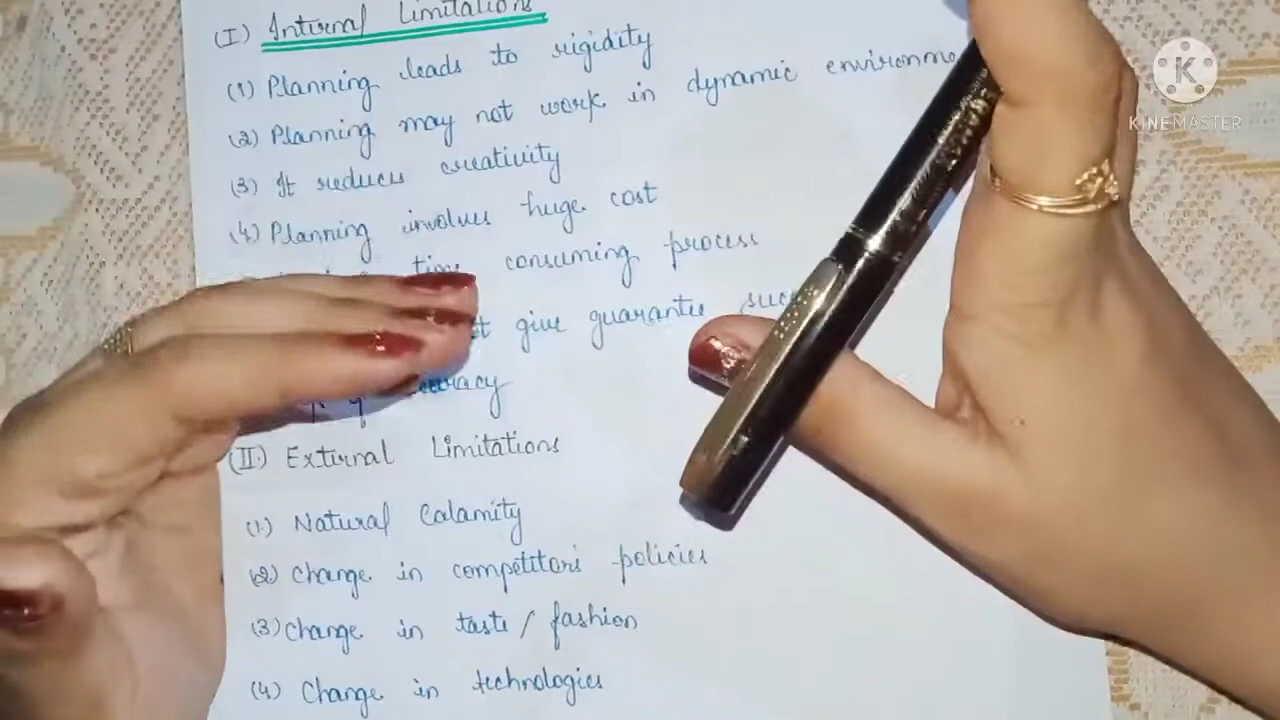 (I) Internal Limitations
(1) Planning leads to rigidity
(2) Planning may not work in dynamic environme
(3) It reduces creativity
(4) Planning involves huge cost
time consuming process
give guarantee suc
(II) External Limitations
(1) Natural Calamity
(2) Change in competitors policies
(3) Change in taste / fashion
(4) Change in technologies
K
KINEMASTER